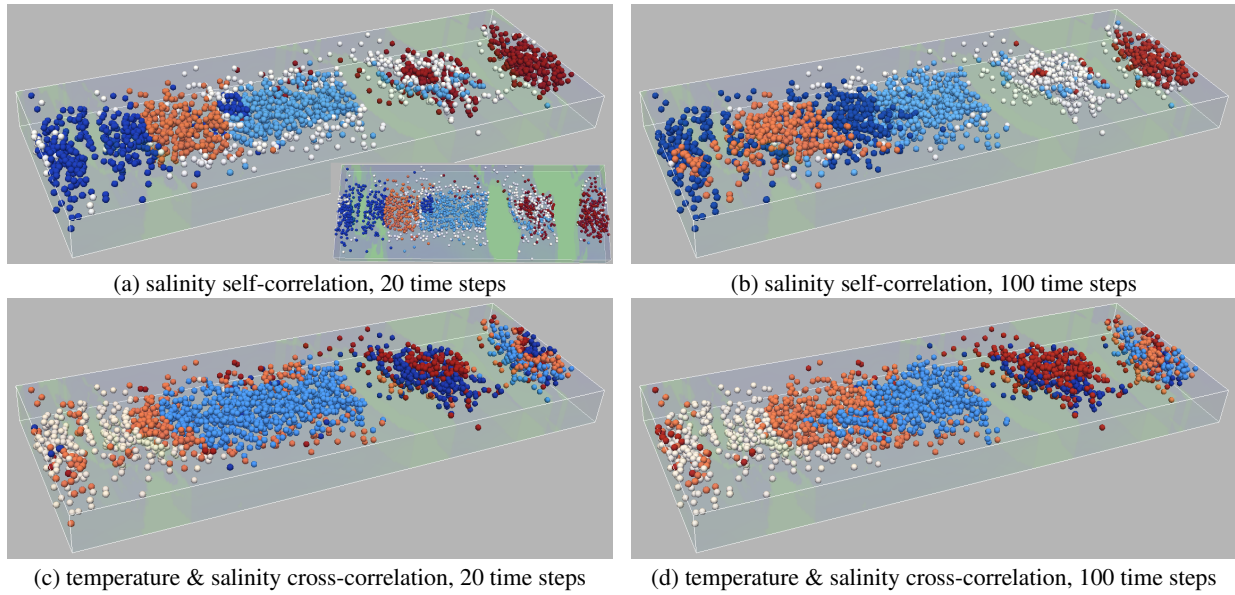 (a) salinity self-correlation, 20 time steps
(b) salinity self-correlation, 100 time steps
(c) temperature & salinity cross-correlation, 20 time steps
(d) temperature & salinity cross-correlation, 100 time steps